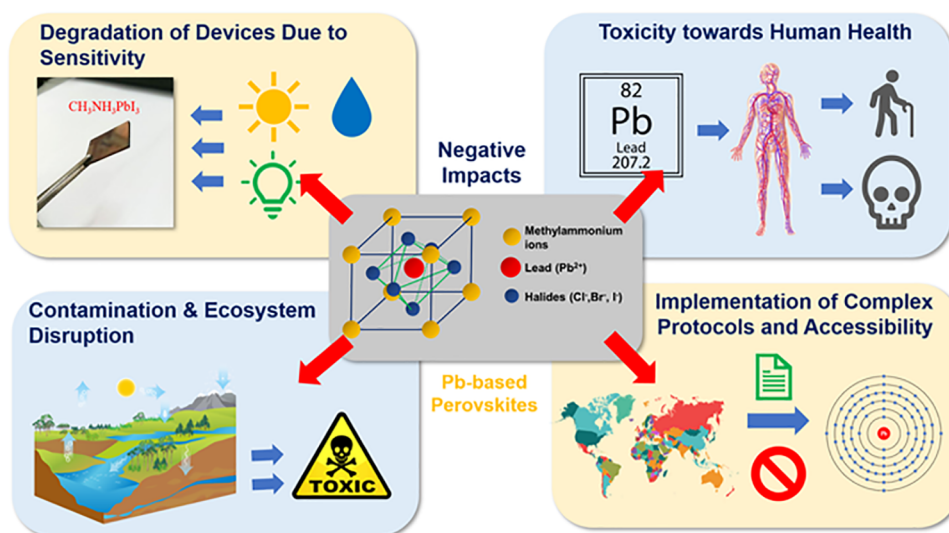 Degradation of Devices Due to
Sensitivity
CH₃NH₃PbI₃
Toxicity towards Human Health
82
Pb
Lead
207.2
Negative
Impacts
Methylammonium
ions
Lead (Pb²⁺)
Halides (Cl⁻,Br⁻, I⁻)
Contamination & Ecosystem
Disruption
TOXIC
Pb-based
Perovskites
Implementation of Complex
Protocols and Accessibility
Pb